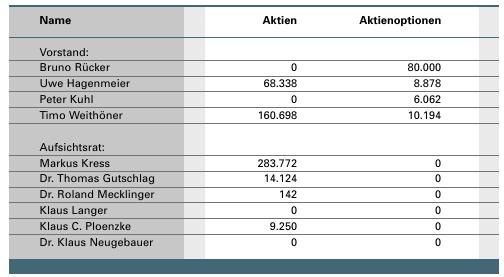 Name Aktien Aktienoptionen
Vorstand:
Bruno Rücker 0 80.000
Uwe Hagenmeier 68.338 8.878
Peter Kuhl 0 6.062
Timo Weithöner 160.698 10.194
Aufsichtsrat:
Markus Kress 283.772 0
Dr. Thomas Gutschlag 14.124 0
Dr. Roland Mecklinger 142 0
Klaus Langer 0 0
Klaus C. Ploenzke 9.250 0
Dr. Klaus Neugebauer 0 0